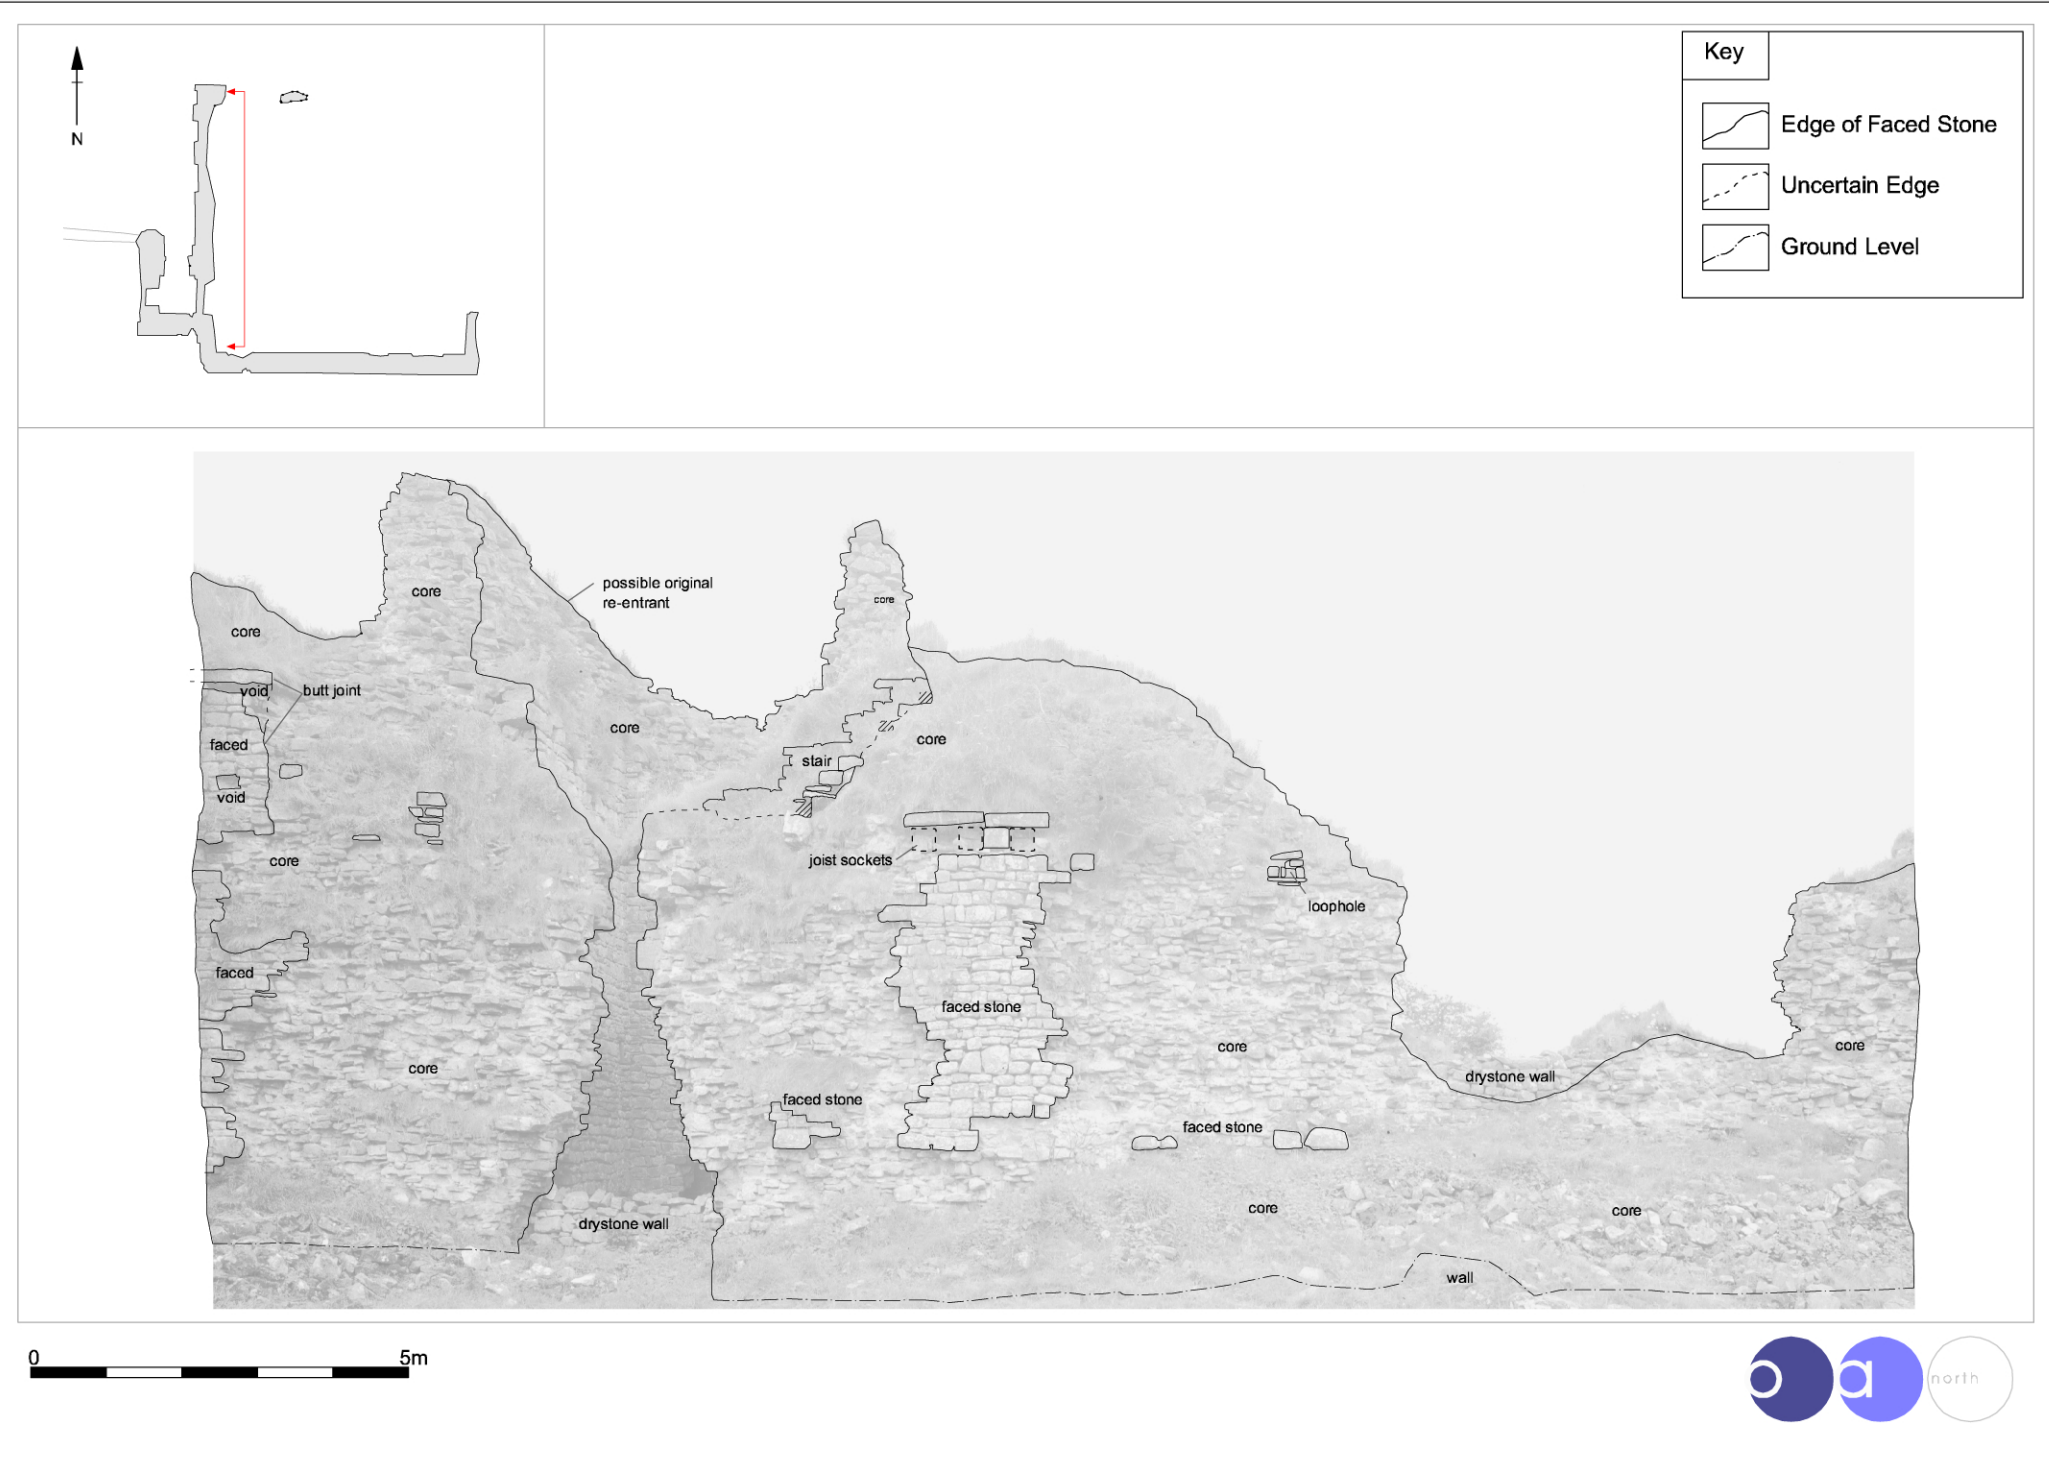 N
Key
Edge of Faced Stone
Uncertain Edge
Ground Level
possible original
re-entrant
core
core
core
void
butt joint
core
core
faced
stair
void
joist sockets
core
loophole
faced
faced stone
core
core
core
drystone wall
faced stone
faced stone
drystone wall
core
core
wall
0
5m
oa
north